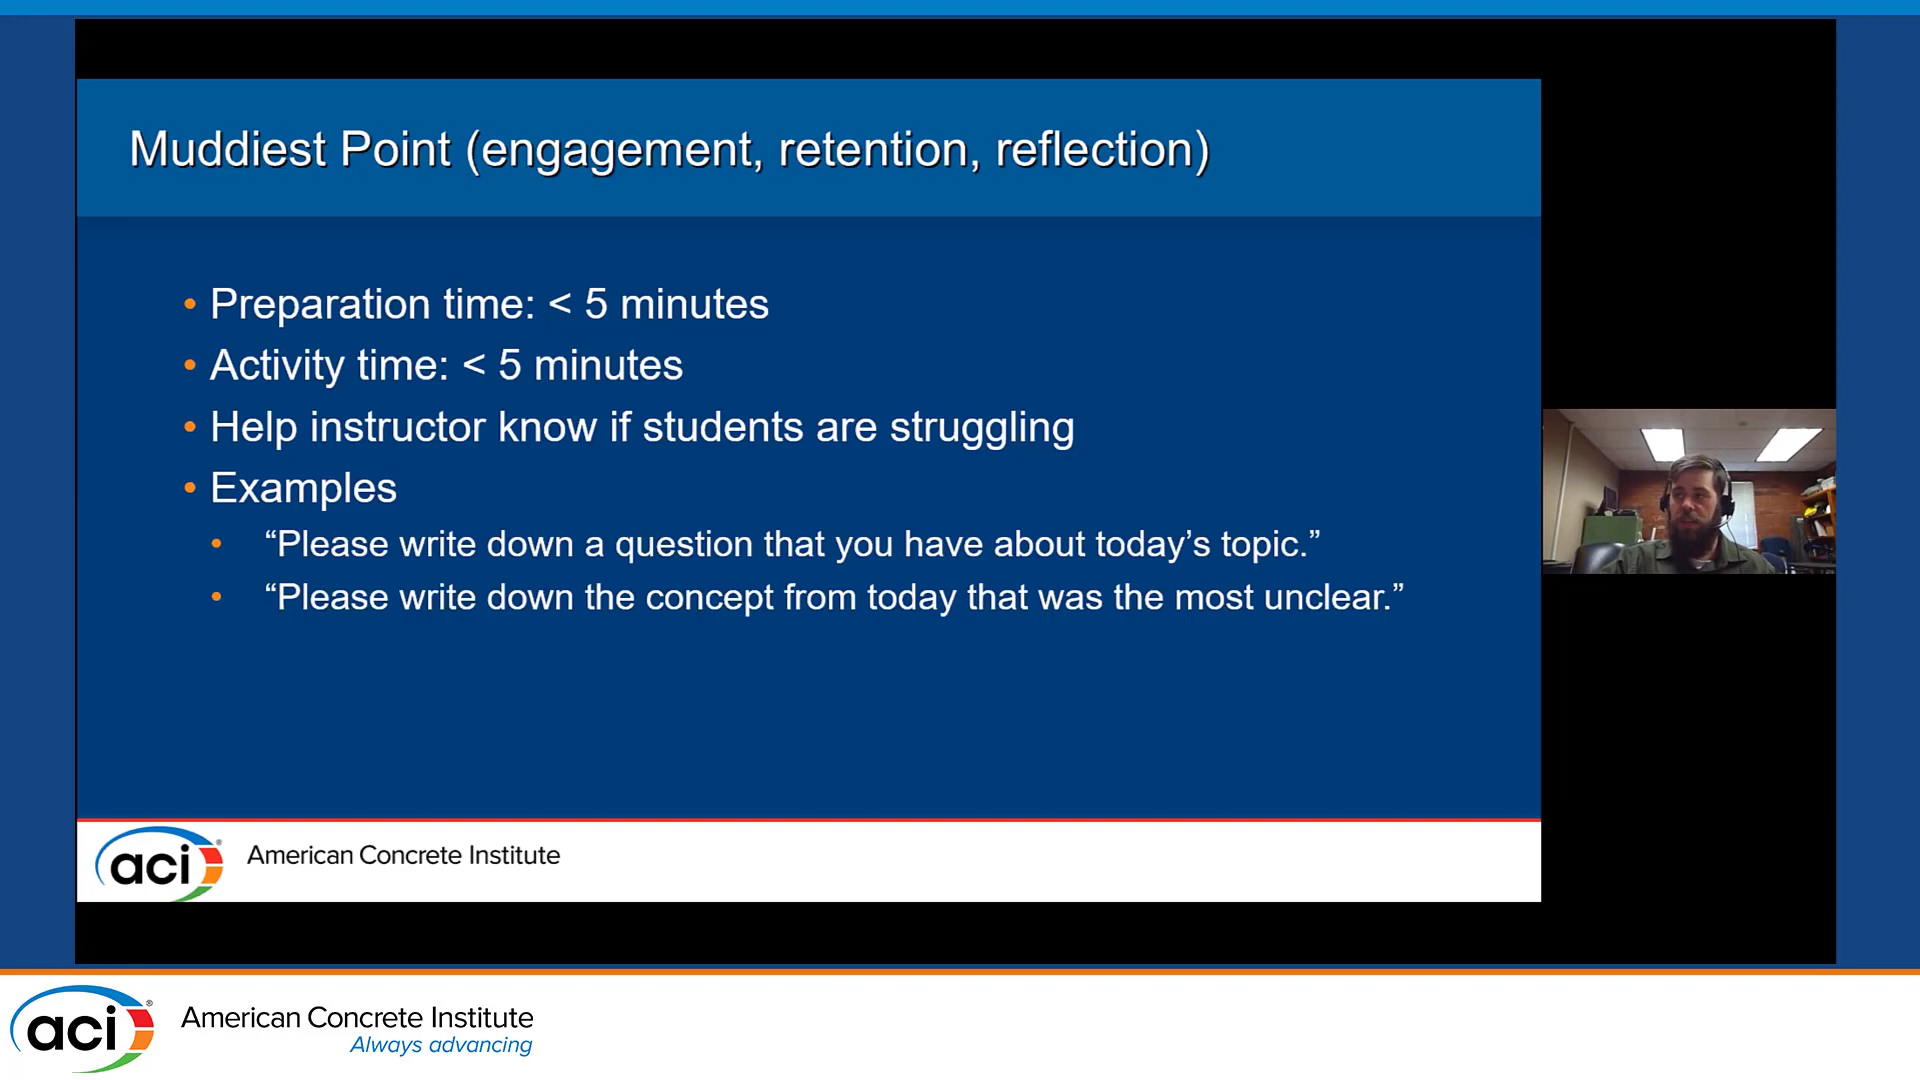 Muddiest Point (engagement, retention, reflection)
• Preparation time: < 5 minutes
• Activity time: < 5 minutes
• Help instructor know if students are struggling
• Examples
• “Please write down a question that you have about today’s topic.”
• “Please write down the concept from today that was the most unclear.”
aci® American Concrete Institute
aci® American Concrete Institute
Always advancing